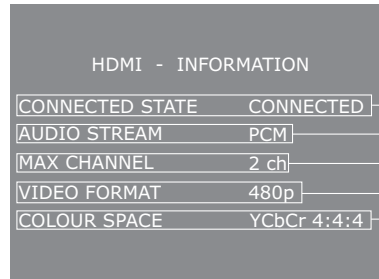 HDMI - INFORMATION
CONNECTED STATE CONNECTED
AUDIO STREAM PCM
MAX CHANNEL 2 ch
VIDEO FORMAT 480p
COLOUR SPACE YCbCr 4:4:4